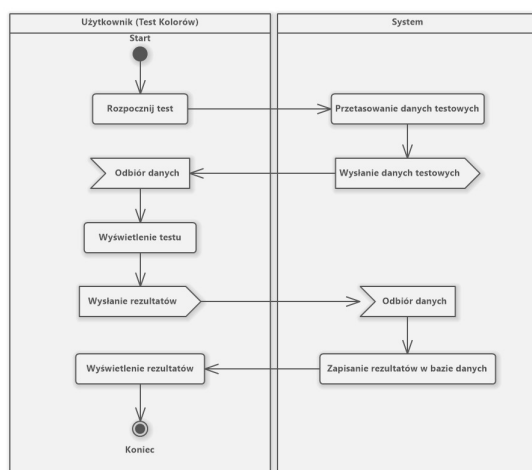 Użytkownik (Test Kolorów)
System
Start
Rozpocznij test
Przetasowanie danych testowych
Odbiór danych
Wysłanie danych testowych
Wyświetlenie testu
Wysłanie rezultatów
Odbiór danych
Wyświetlenie rezultatów
Zapisanie rezultatów w bazie danych
Koniec